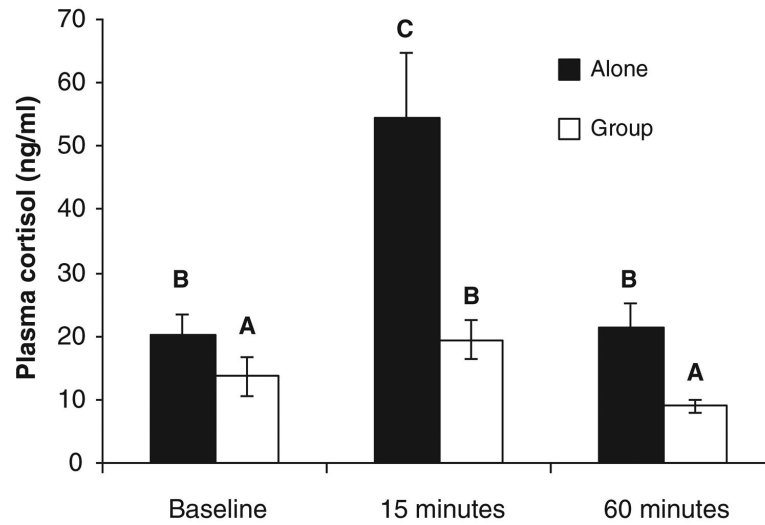 Plasma cortisol (ng/ml)
70
60
50
40
30
20
10
0
B
A
C
B
B
A
Alone
Group
Baseline
15 minutes
60 minutes